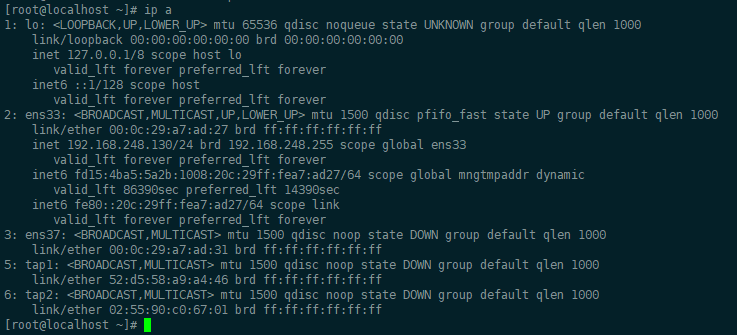 [root@localhost ~]# ip a
1: lo: <LOOPBACK,UP,LOWER_UP> mtu 65536 qdisc noqueue state UNKNOWN group default qlen 1000
    link/loopback 00:00:00:00:00:00 brd 00:00:00:00:00:00
    inet 127.0.0.1/8 scope host lo
       valid_lft forever preferred_lft forever
    inet6 ::1/128 scope host
       valid_lft forever preferred_lft forever
2: ens33: <BROADCAST,MULTICAST,UP,LOWER_UP> mtu 1500 qdisc pfifo_fast state UP group default qlen 1000
    link/ether 00:0c:29:a7:ad:27 brd ff:ff:ff:ff:ff:ff
    inet 192.168.248.130/24 brd 192.168.248.255 scope global ens33
       valid_lft forever preferred_lft forever
    inet6 fd15:4ba5:5a2b:1008:20c:29ff:fea7:ad27/64 scope global mngtmpaddr dynamic
       valid_lft 86390sec preferred_lft 14390sec
    inet6 fe80::20c:29ff:fea7:ad27/64 scope link
       valid_lft forever preferred_lft forever
3: ens37: <BROADCAST,MULTICAST> mtu 1500 qdisc noop state DOWN group default qlen 1000
    link/ether 00:0c:29:a7:ad:31 brd ff:ff:ff:ff:ff:ff
5: tap1: <BROADCAST,MULTICAST> mtu 1500 qdisc noop state DOWN group default qlen 1000
    link/ether 52:d5:58:a9:a4:46 brd ff:ff:ff:ff:ff:ff
6: tap2: <BROADCAST,MULTICAST> mtu 1500 qdisc noop state DOWN group default qlen 1000
    link/ether 02:55:90:c0:67:01 brd ff:ff:ff:ff:ff:ff
[root@localhost ~]#